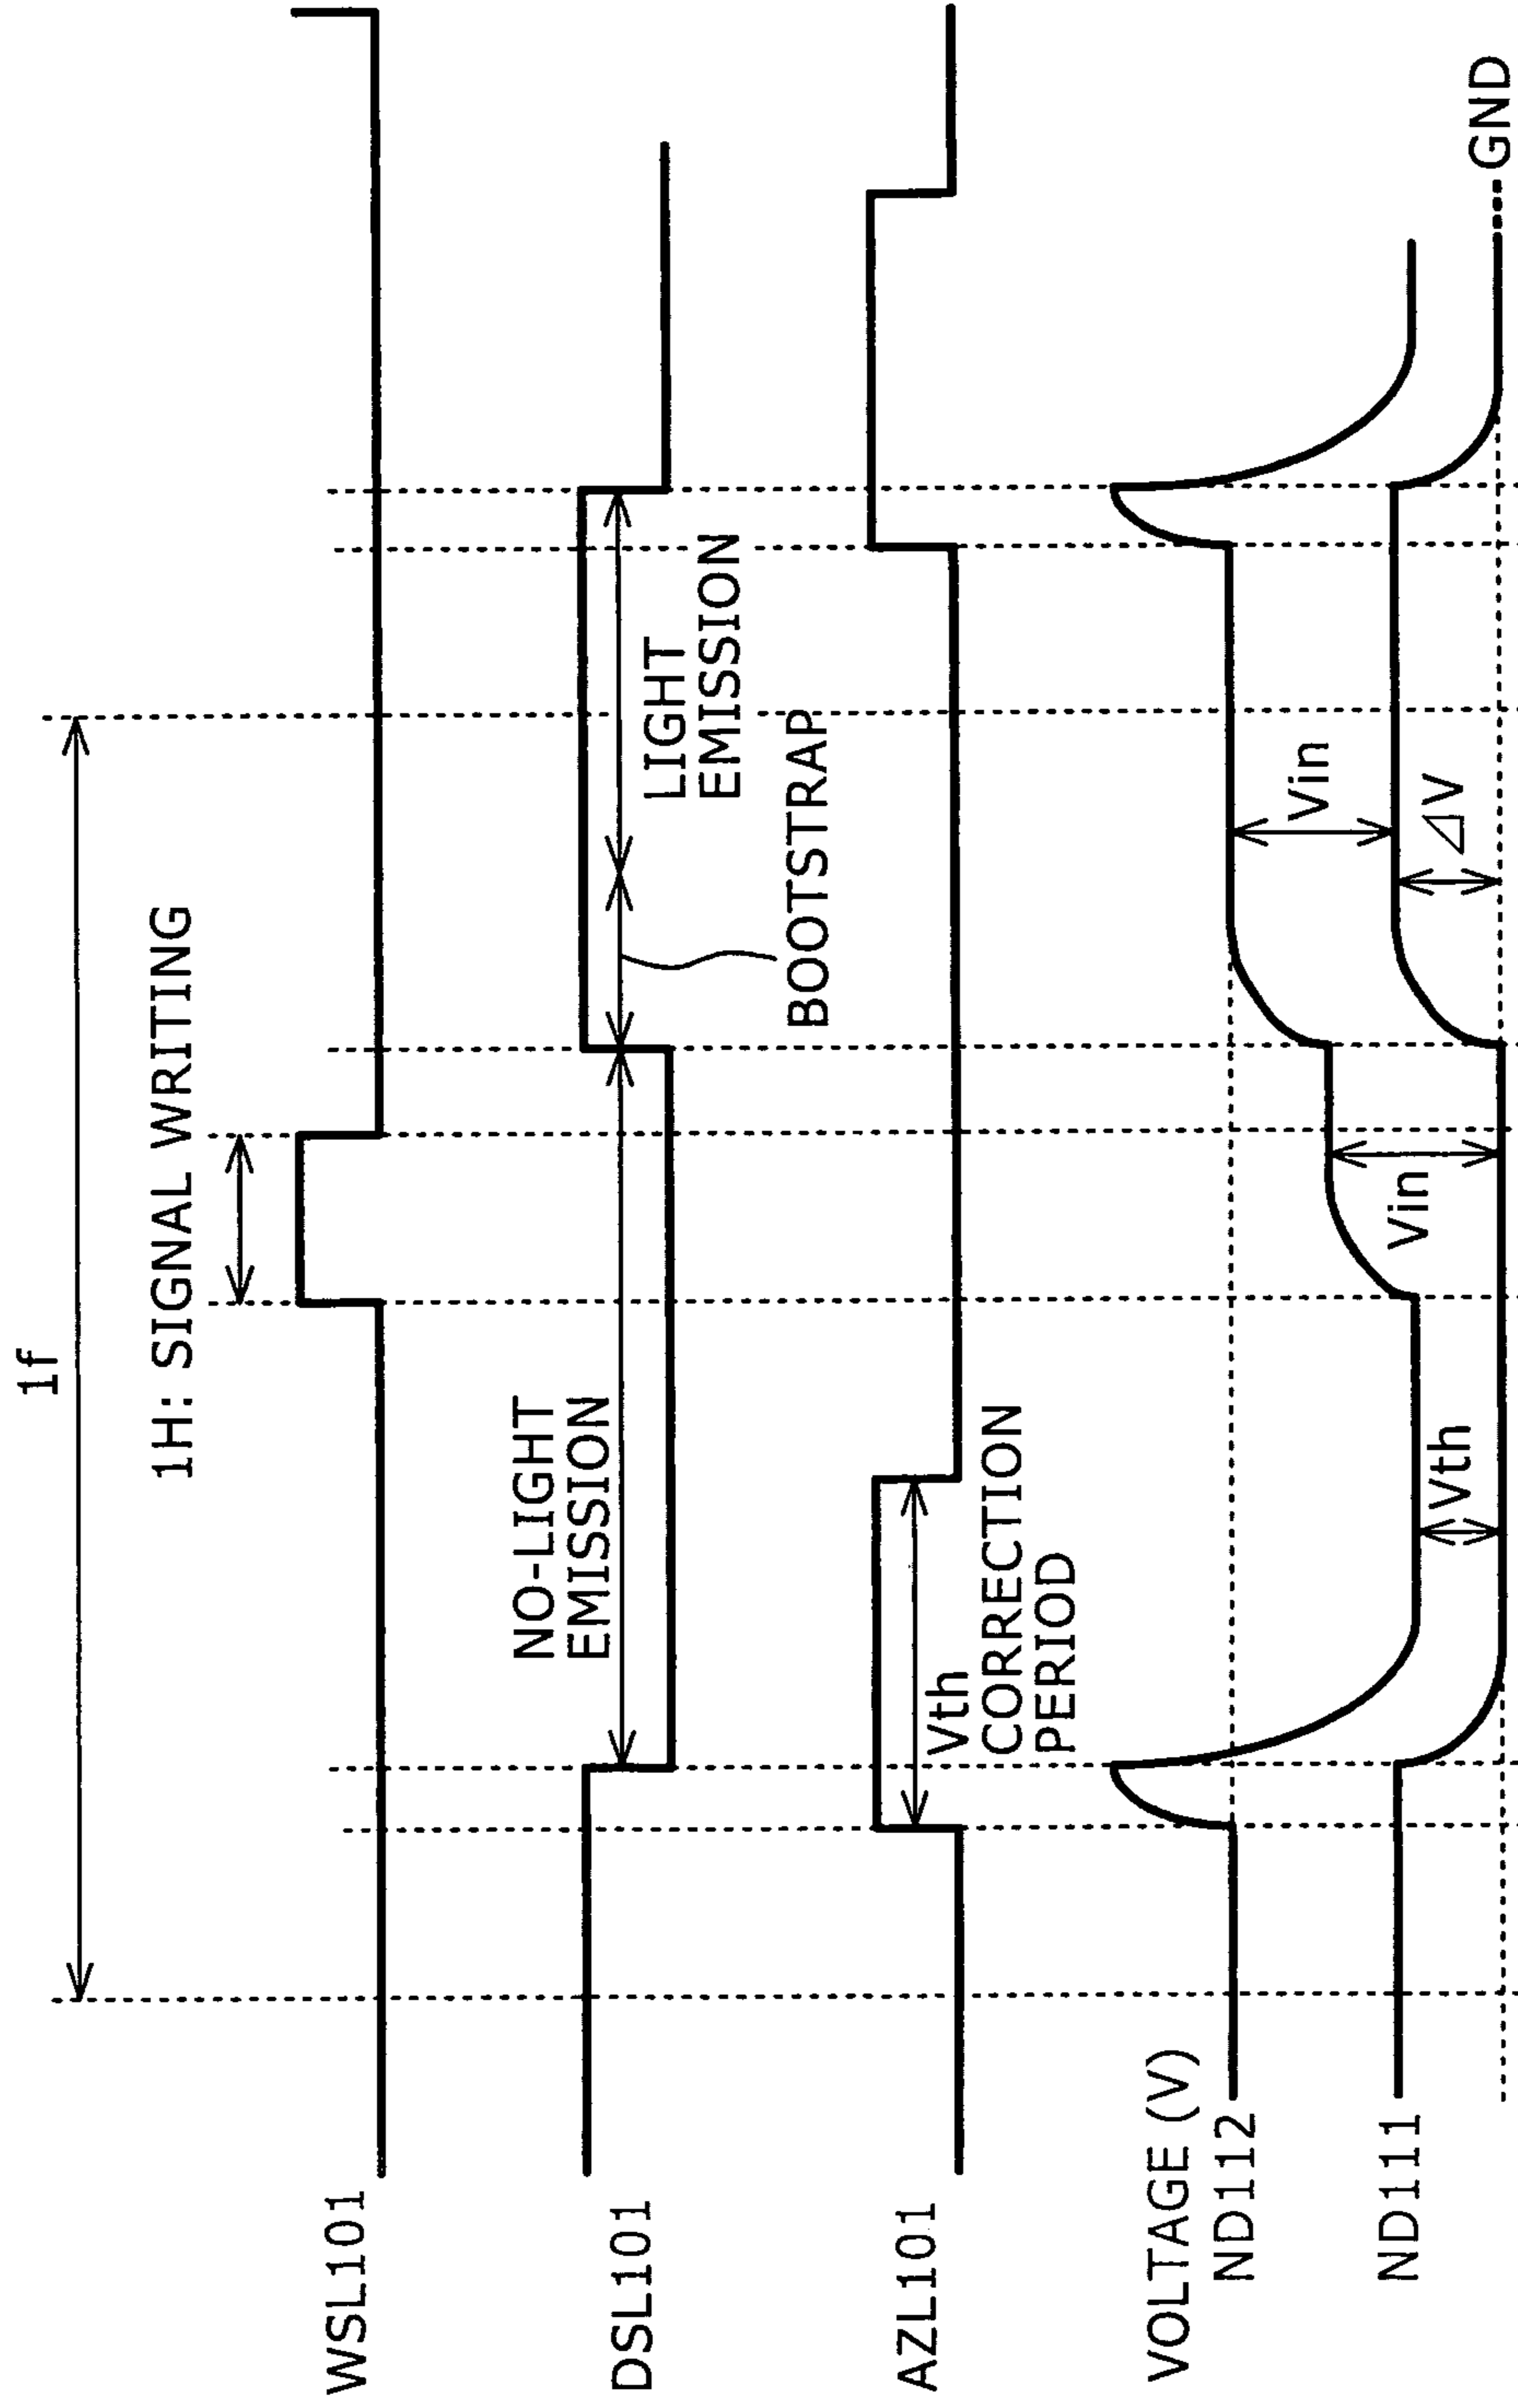 1f
1H: SIGNAL WRITING
WSL101
NO-LIGHT
EMISSION
LIGHT
EMISSION
DSL101
BOOTSTRAP
Vth
CORRECTION
PERIOD
AZL101
VOLTAGE (V)
ND112
Vin
Vin
ND111
Vth
ΔV
GND